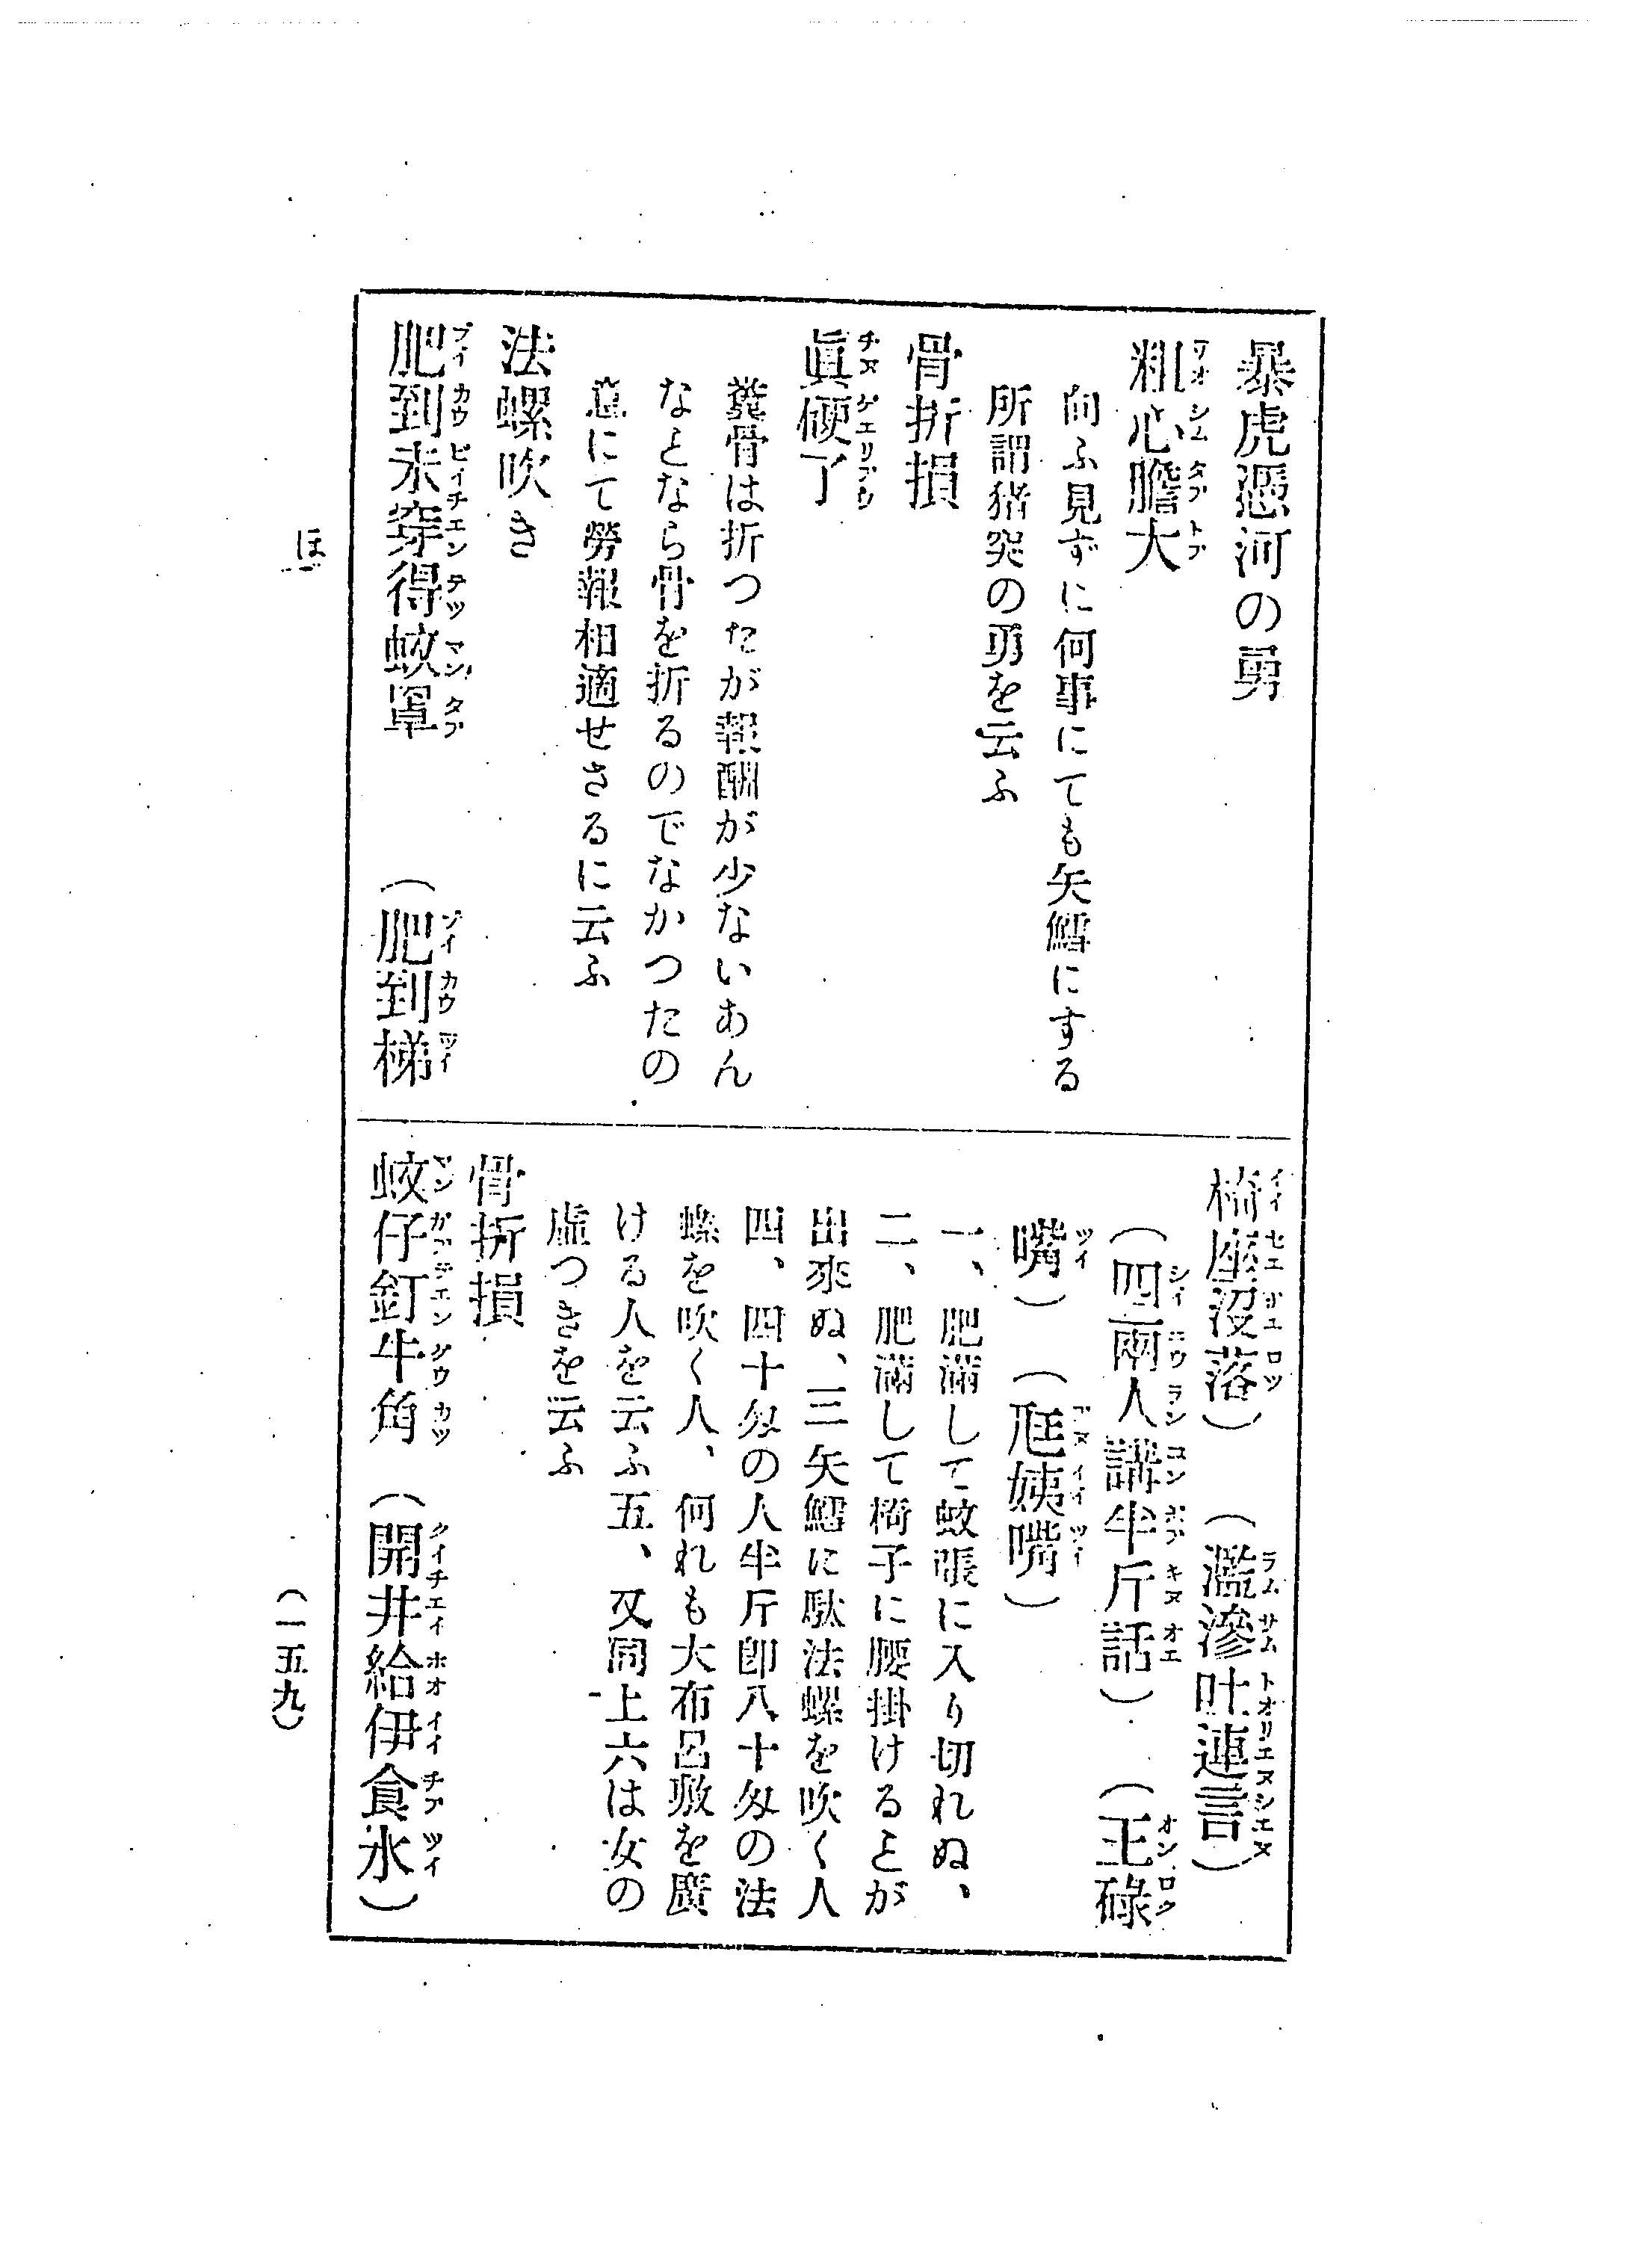 暴虎憑河の勇
粗心膽大
向ふ見ずに何事にても矢鱈にする
所謂猪突の勇を云ふ
骨折損
眞硬了
糞骨は折つたが報酬が少ないあん
なとなら骨を折るのでなかつたの
意にて勞報相適せさるに云ふ
法螺吹き
肥到未穿得蚊罩 (肥到梯
椅座沒落) (濫滲吐連言)
(四兩人講半斤話) (王碌
嘴) (尫姨嘴)
一、肥滿して蚊張に入り切れぬ、
二、肥滿して椅子に腰掛けるとが
出來ぬ、三矢鱈に駄法螺を吹く人
四、四十匁の人半斤卽八十匁の法
螺を吹く人、何れも大布呂敷を廣
ける人を云ふ五、又同上六は女の
虛つきを云ふ
骨折損
蚊仔釘牛角 (開井給伊食水)
ほ
(一五九)